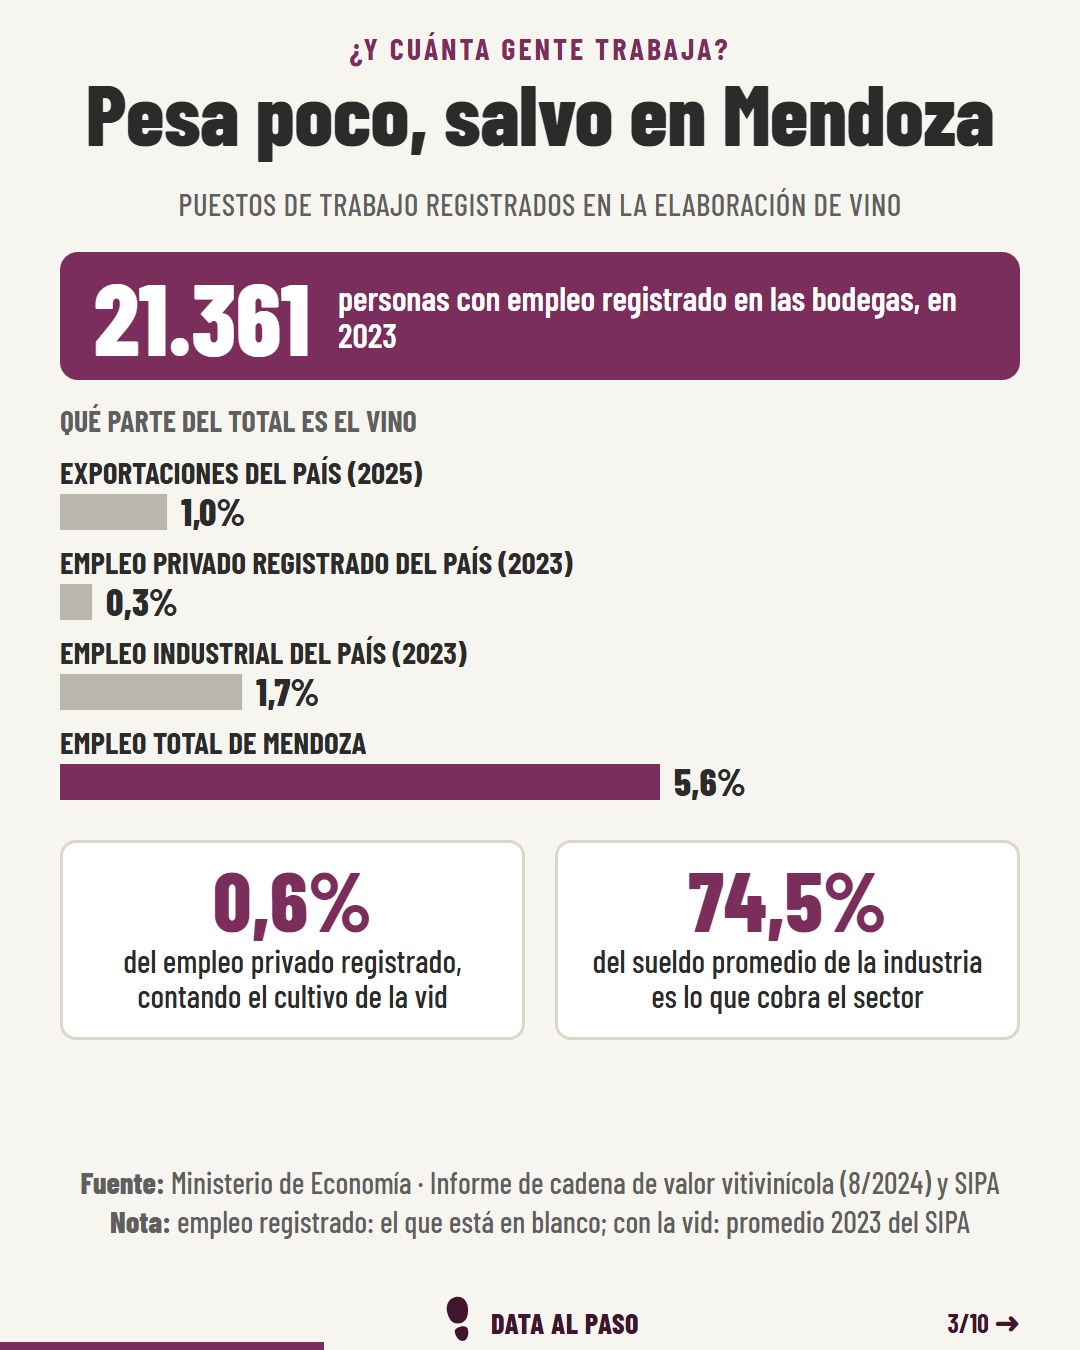 ¿Y CUÁNTA GENTE TRABAJA?
Pesa poco, salvo en Mendoza
PUESTOS DE TRABAJO REGISTRADOS EN LA ELABORACIÓN DE VINO
21.361
personas con empleo registrado en las bodegas, en
2023
QUÉ PARTE DEL TOTAL ES EL VINO
EXPORTACIONES DEL PAÍS (2025)
1,0%
EMPLEO PRIVADO REGISTRADO DEL PAÍS (2023)
0,3%
EMPLEO INDUSTRIAL DEL PAÍS (2023)
1,7%
EMPLEO TOTAL DE MENDOZA
5,6%
0,6%
del empleo privado registrado,
contando el cultivo de la vid
74,5%
del sueldo promedio de la industria
es lo que cobra el sector
Fuente: Ministerio de Economía · Informe de cadena de valor vitivinícola (8/2024) y SIPA
Nota: empleo registrado: el que está en blanco; con la vid: promedio 2023 del SIPA
DATA AL PASO
3/10 →